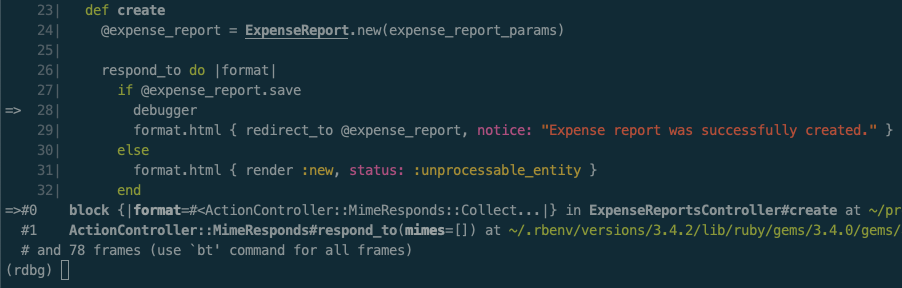 23|   def create
24|     @expense_report = ExpenseReport.new(expense_report_params)
25|
26|     respond_to do |format|
27|       if @expense_report.save
=>  28|         debugger
29|         format.html { redirect_to @expense_report, notice: "Expense report was successfully created." }
30|       else
31|         format.html { render :new, status: :unprocessable_entity }
32|       end
=>#0    block {|format=#<ActionController::MimeResponds::Collect...|} in ExpenseReportsController#create at ~/pr
  #1    ActionController::MimeResponds#respond_to(mimes=[]) at ~/.rbenv/versions/3.4.2/lib/ruby/gems/3.4.0/gems/
  # and 78 frames (use `bt' command for all frames)
(rdbg)